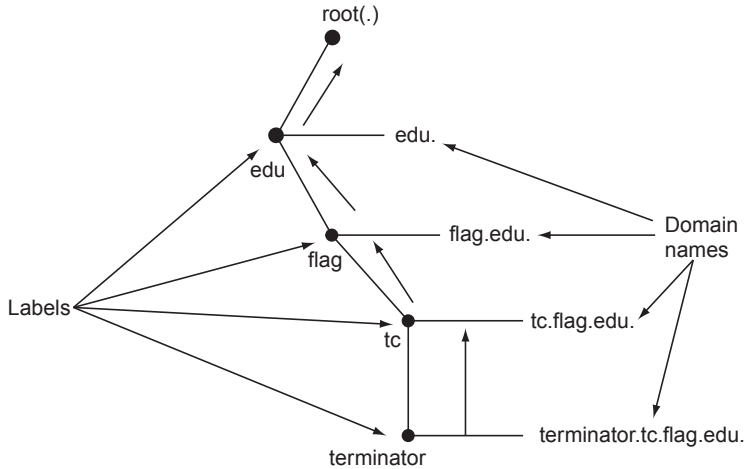 root(.)
edu.
edu
Domain
names
flag.edu.
flag
Labels
tc.flag.edu.
tc
terminator.tc.flag.edu.
terminator